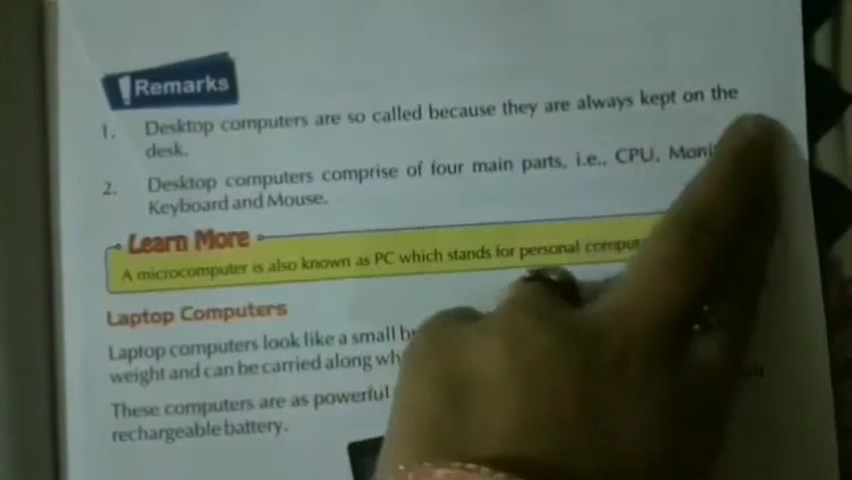 Remarks
1. Desktop computers are so called because they are always kept on the
desk.
2. Desktop computers comprise of four main parts, i.e., CPU,
Keyboard and Mouse.
Learn More
A microcomputer is also known as PC which stands for personal
Laptop Computers
Laptop computers look like a small
weight and can be carried along
These computers are as powerful
rechargeable battery.